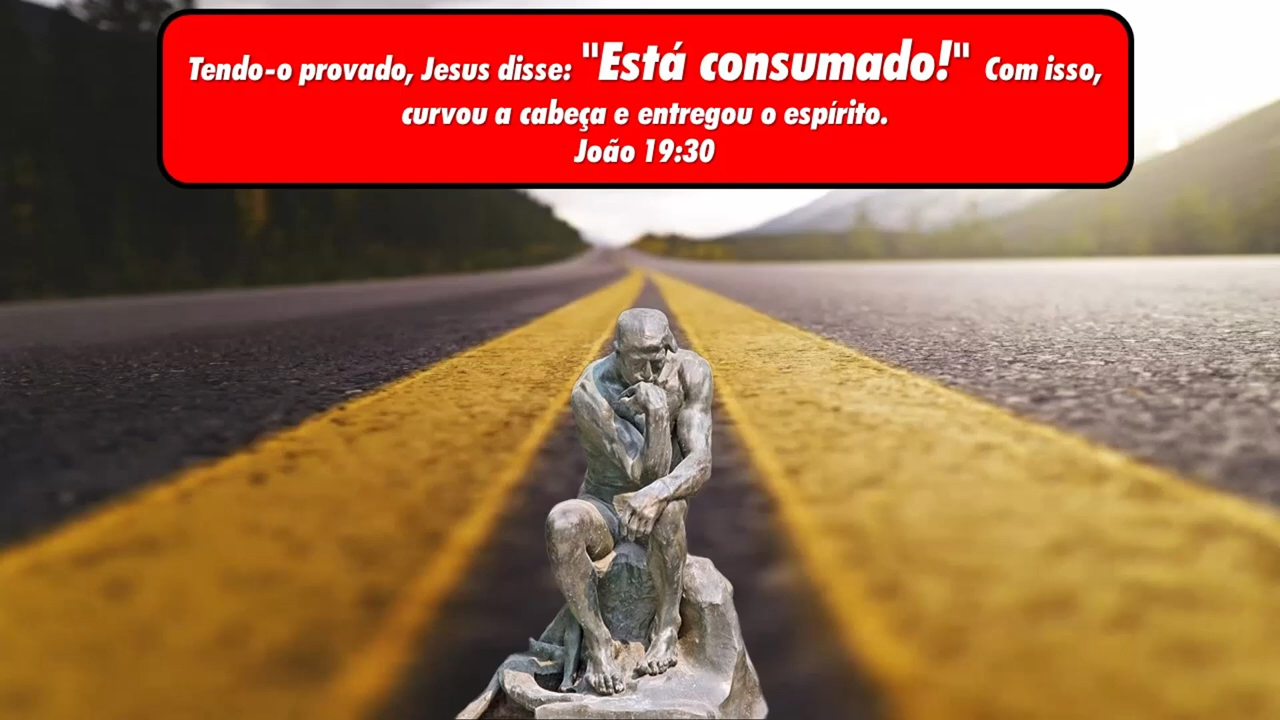 Tendo-o provado, Jesus disse: "Está consumado!" Com isso,
curvou a cabeça e entregou o espírito.
João 19:30